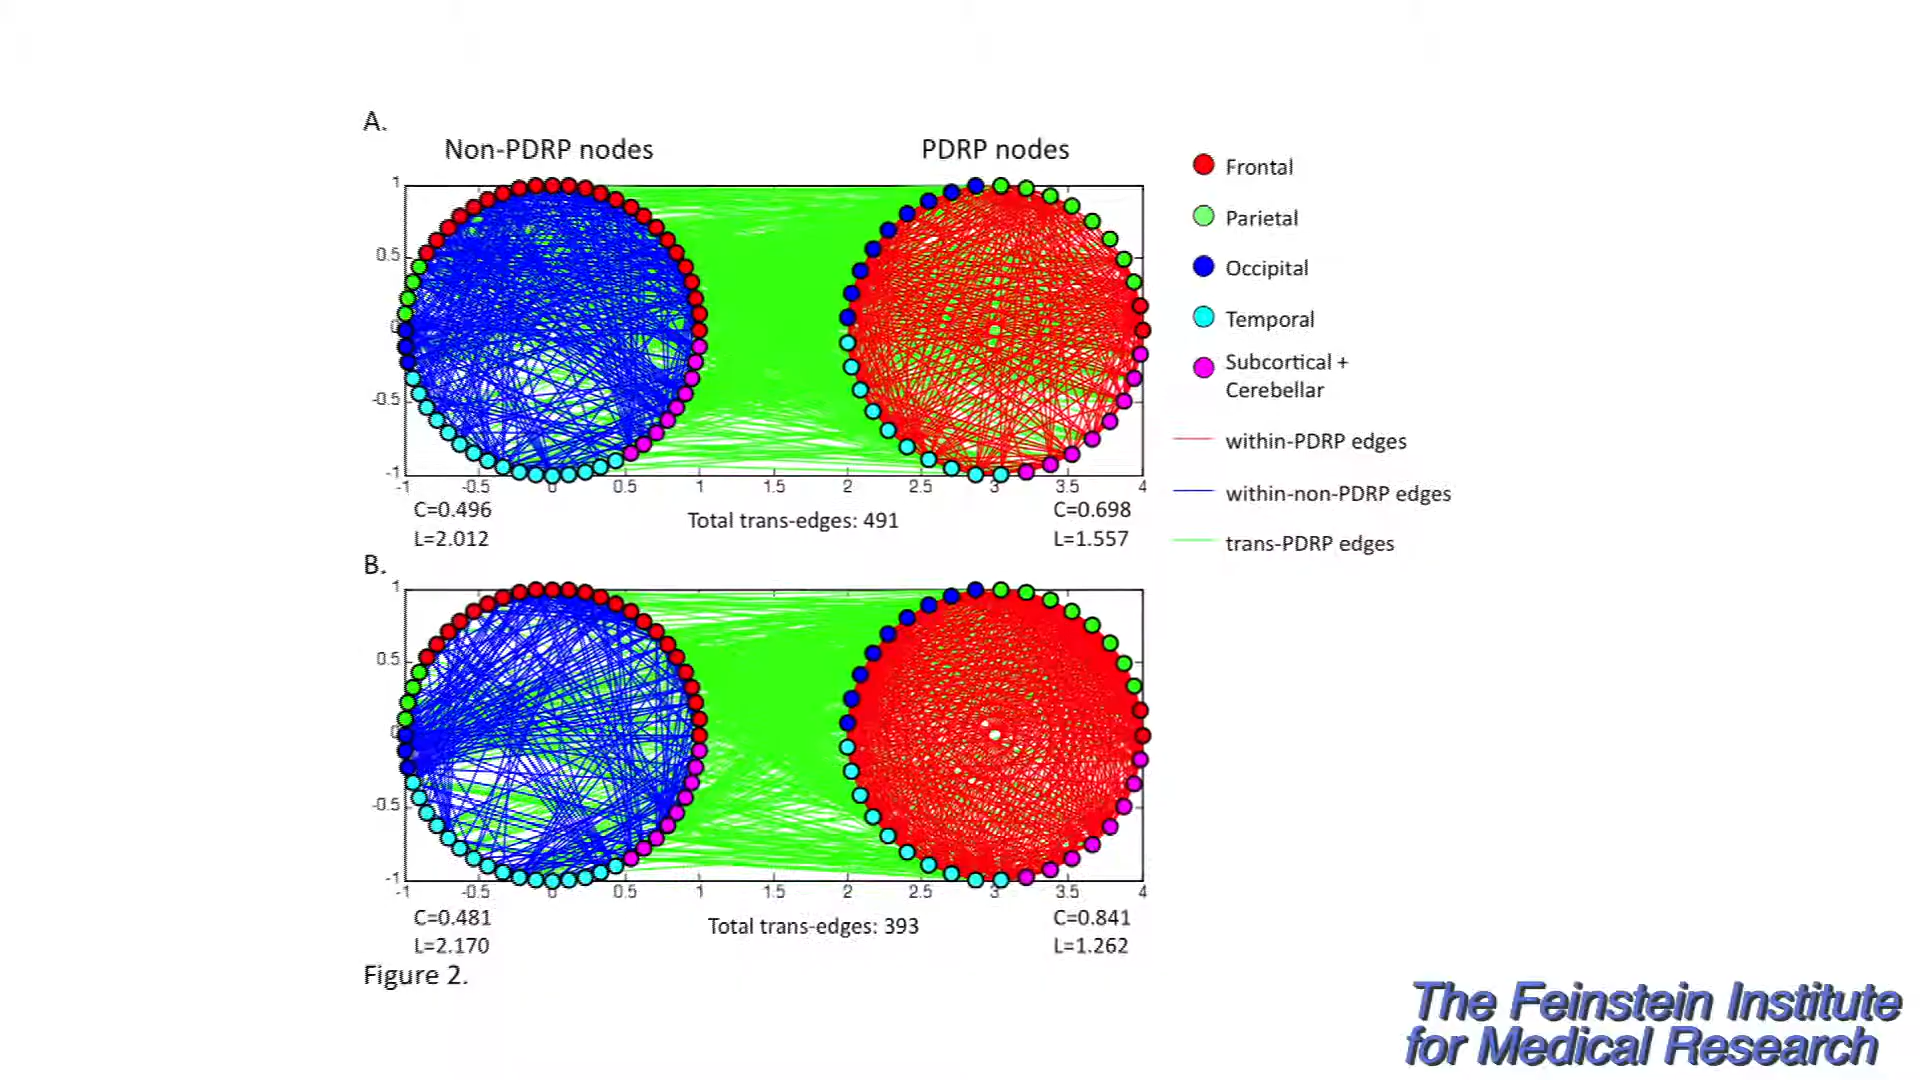 A.
Non-PDRP nodes
PDRP nodes
1
0.5
0
-0.5
-1
-1 -0.5 0 0.5 1 1.5 2 2.5 3 3.5 4
C=0.496
L=2.012
Total trans-edges: 491
C=0.698
L=1.557
Frontal
Parietal
Occipital
Temporal
Subcortical +
Cerebellar
within-PDRP edges
within-non-PDRP edges
trans-PDRP edges
B.
1
0.5
0
-0.5
-1
-1 -0.5 0 0.5 1 1.5 2 2.5 3 3.5 4
C=0.481
L=2.170
Total trans-edges: 393
C=0.841
L=1.262
Figure 2.
The Feinstein Institute
for Medical Research